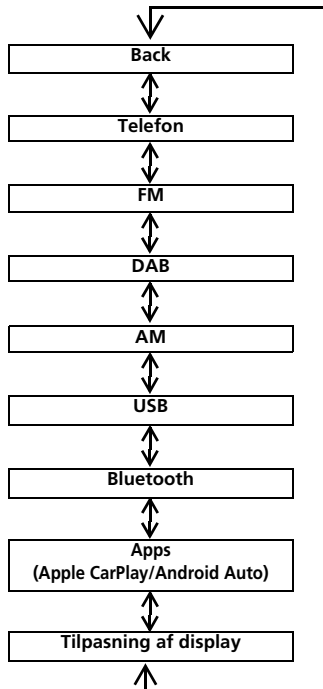 Back
Telefon
FM
DAB
AM
USB
Bluetooth
Apps
(Apple CarPlay/Android Auto)
Tilpasning af display